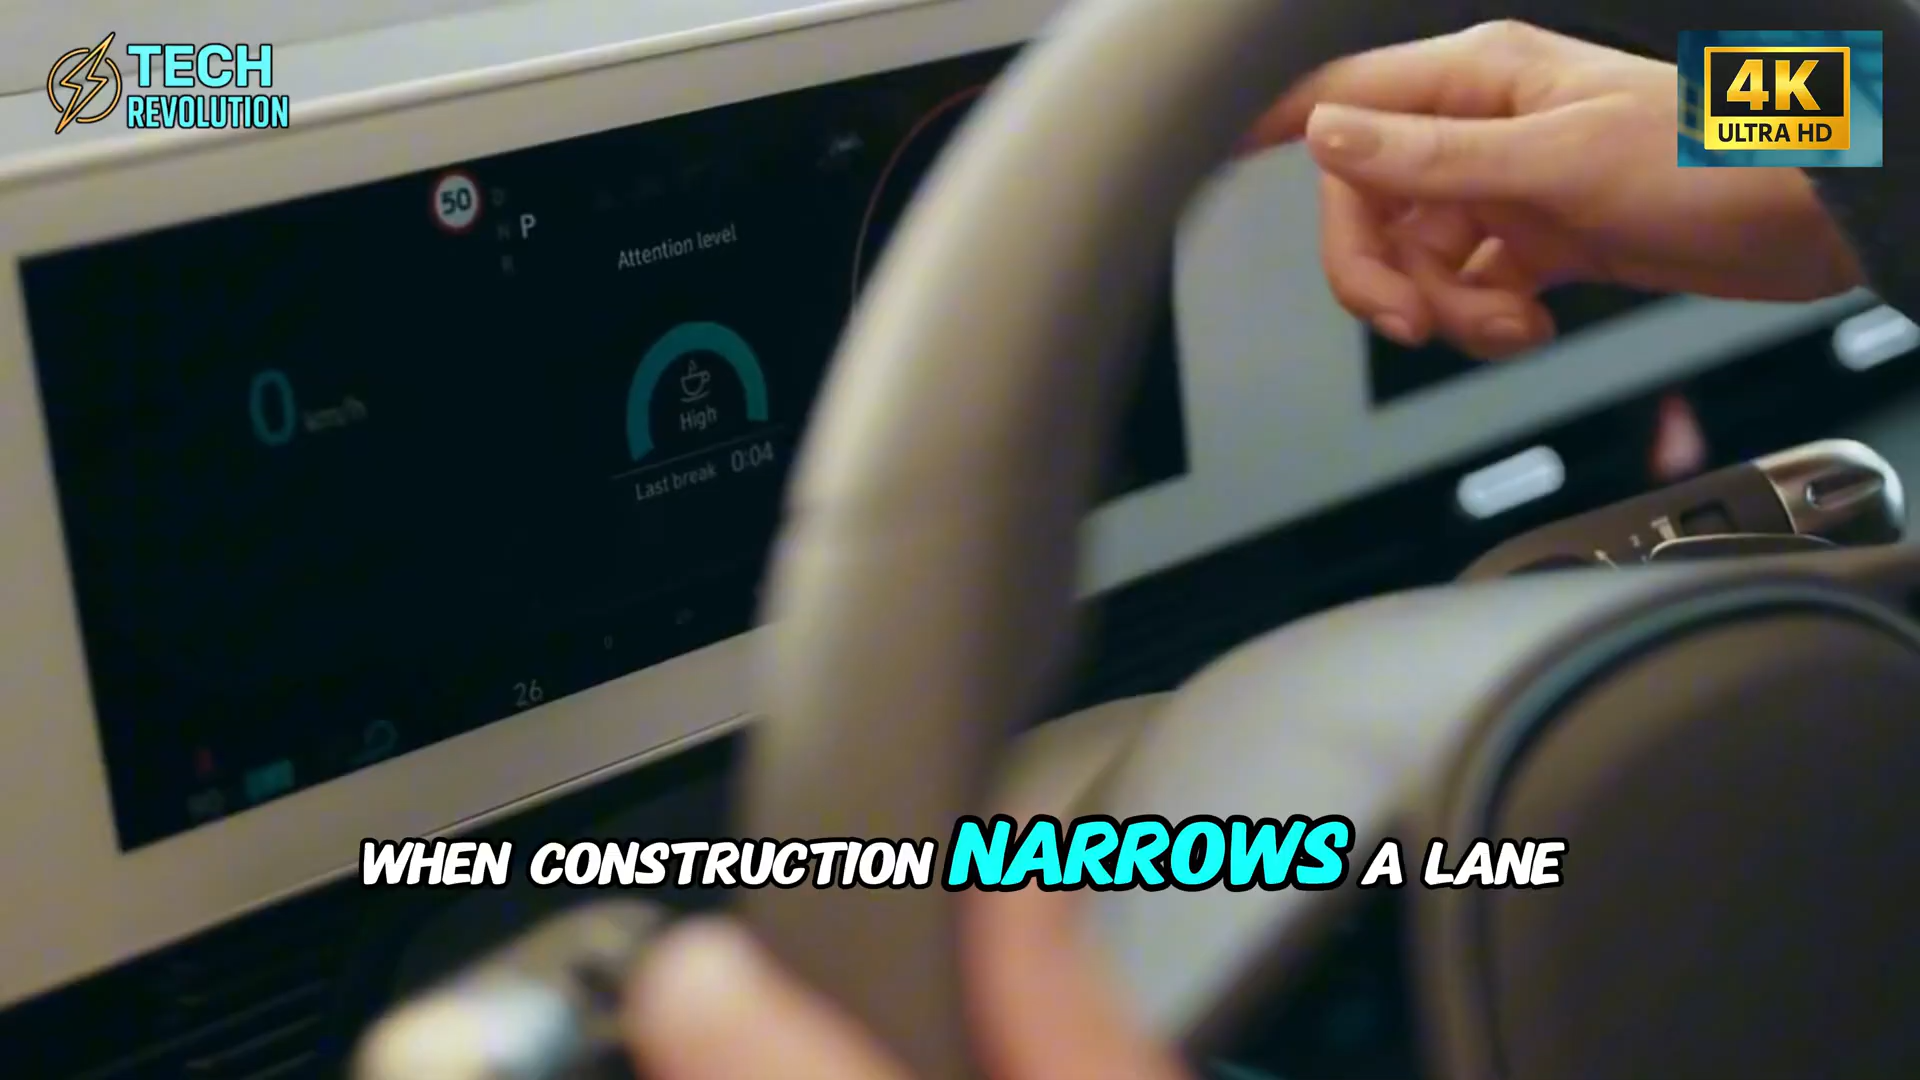 TECH
REVOLUTION
4K
ULTRA HD
50
D
N P
R
Attention level
0 km/h
High
Last break 0:04
26
WHEN CONSTRUCTION NARROWS A LANE